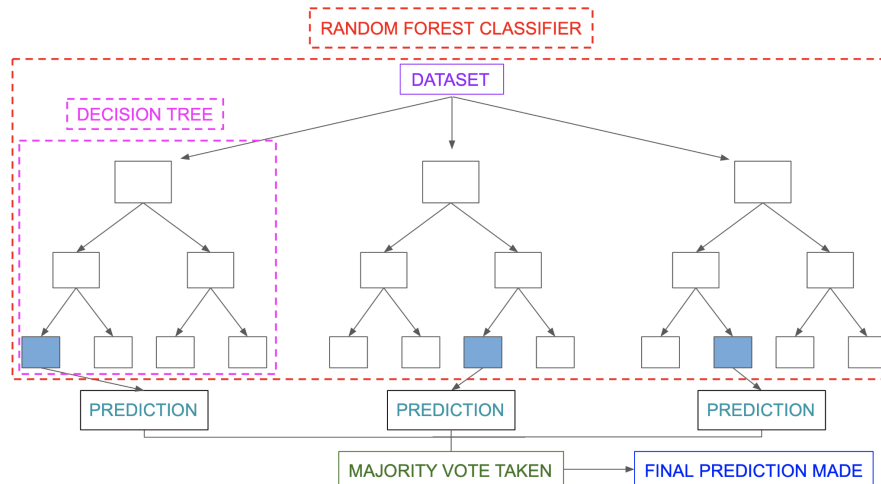 RANDOM FOREST CLASSIFIER
DATASET
DECISION TREE
PREDICTION
PREDICTION
PREDICTION
MAJORITY VOTE TAKEN
FINAL PREDICTION MADE